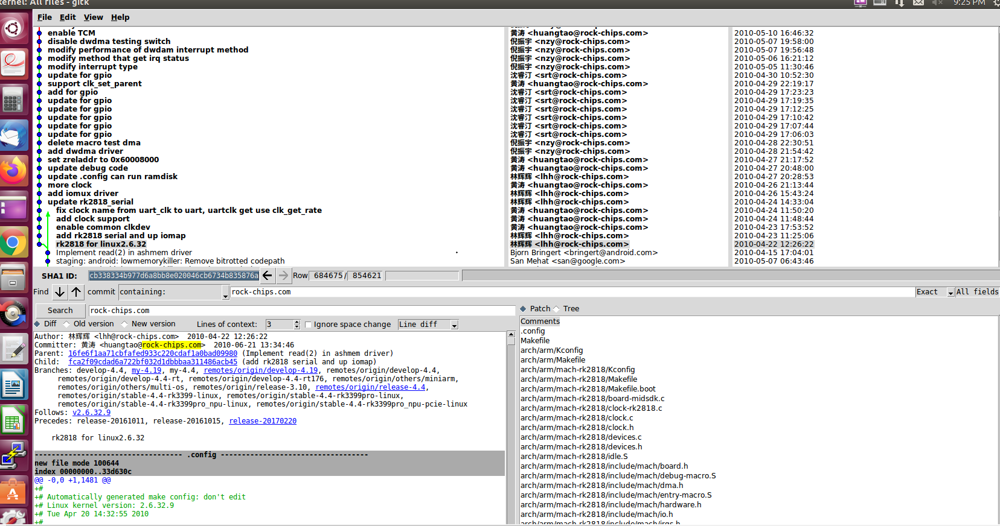 kernel: All files - gitk
9:25 PM
File Edit View Help
enable TCM 黄涛 <huangtao@rock-chips.com> 2010-05-10 16:46:32
disable dwdma testing switch 倪振宇 <nzy@rock-chips.com> 2010-05-07 19:58:00
modify performance of dwdam interrupt method 倪振宇 <nzy@rock-chips.com> 2010-05-07 19:56:48
modify method that get irq status 倪振宇 <nzy@rock-chips.com> 2010-05-06 16:21:12
modify interrupt type 倪振宇 <nzy@rock-chips.com> 2010-05-05 11:30:46
update for gpio 沈睿汀 <srt@rock-chips.com> 2010-04-30 10:52:30
support clk_set_parent 黄涛 <huangtao@rock-chips.com> 2010-04-29 22:19:17
add for gpio 沈睿汀 <srt@rock-chips.com> 2010-04-29 17:23:23
update for gpio 沈睿汀 <srt@rock-chips.com> 2010-04-29 17:19:35
update for gpio 沈睿汀 <srt@rock-chips.com> 2010-04-29 17:12:25
update for gpio 沈睿汀 <srt@rock-chips.com> 2010-04-29 17:10:42
update for gpio 沈睿汀 <srt@rock-chips.com> 2010-04-29 17:07:44
update for gpio 沈睿汀 <srt@rock-chips.com> 2010-04-29 17:06:03
delete macro test dma 倪振宇 <nzy@rock-chips.com> 2010-04-28 22:30:51
add dwdma driver 倪振宇 <nzy@rock-chips.com> 2010-04-28 21:54:42
set zreladdr to 0x60008000 黄涛 <huangtao@rock-chips.com> 2010-04-27 21:17:52
update debug code 黄涛 <huangtao@rock-chips.com> 2010-04-27 20:48:00
update .config can run ramdisk 林辉辉 <lhh@rock-chips.com> 2010-04-27 20:28:53
more clock 黄涛 <huangtao@rock-chips.com> 2010-04-26 21:13:44
add iomux driver 林辉辉 <lhh@rock-chips.com> 2010-04-26 15:43:24
update rk2818_serial 林辉辉 <lhh@rock-chips.com> 2010-04-24 14:33:04
fix clock name from uart_clk to uart, uartclk get use clk_get_rate 黄涛 <huangtao@rock-chips.com> 2010-04-24 11:50:20
add clock support 黄涛 <huangtao@rock-chips.com> 2010-04-24 11:48:44
enable common clkdev 黄涛 <huangtao@rock-chips.com> 2010-04-23 17:53:52
add rk2818 serial and up iomap 林辉辉 <lhh@rock-chips.com> 2010-04-23 11:25:06
rk2818 for linux2.6.32 林辉辉 <lhh@rock-chips.com> 2010-04-22 12:26:22
Implement read(2) in ashmem driver Bjorn Bringert <bringert@android.com> 2010-04-15 17:04:01
staging: android: lowmemorykiller: Remove bitrotted codepath San Mehat <san@google.com> 2010-05-07 06:43:46
SHA1 ID: cb338334b977d6a8bb8e020046cb6734b835876a Row 684675 / 854621
Find commit containing: rock-chips.com Exact All fields
Search rock-chips.com
Patch Tree
Diff Old version New version Lines of context: 3 Ignore space change Line diff
Author: 林辉辉 <lhh@rock-chips.com> 2010-04-22 12:26:22
Committer: 黄涛 <huangtao@rock-chips.com> 2010-06-21 13:34:46
Parent: 16fe6f1aa71cbfafed933c220cdaf1a0bad09980 (Implement read(2) in ashmem driver)
Child: fca2f09cdad6a722bf032d1dbbbaa311486acb45 (add rk2818 serial and up iomap)
Branches: develop-4.4, my-4.19, my-4.4, remotes/origin/develop-4.19, remotes/origin/develop-4.4,
remotes/origin/develop-4.4-rt, remotes/origin/develop-4.4-rt176, remotes/origin/others/miniarm,
remotes/origin/others/multi-os, remotes/origin/release-3.10, remotes/origin/release-4.4,
remotes/origin/stable-4.4-rk3399-linux, remotes/origin/stable-4.4-rk3399pro-linux,
remotes/origin/stable-4.4-rk3399pro_npu-linux, remotes/origin/stable-4.4-rk3399pro_npu-pcie-linux
Follows: v2.6.32.9
Precedes: release-20161011, release-20161015, release-20170220
rk2818 for linux2.6.32
----------------------------------- .config -----------------------------------
new file mode 100644
index 00000000..33d630c
@@ -0,0 +1,1481 @@
+#
+# Automatically generated make config: don't edit
+# Linux kernel version: 2.6.32.9
+# Tue Apr 20 14:32:55 2010
+#
Comments
.config
Makefile
arch/arm/Kconfig
arch/arm/Makefile
arch/arm/mach-rk2818/Kconfig
arch/arm/mach-rk2818/Makefile
arch/arm/mach-rk2818/Makefile.boot
arch/arm/mach-rk2818/board-midsdk.c
arch/arm/mach-rk2818/clock-rk2818.c
arch/arm/mach-rk2818/clock.c
arch/arm/mach-rk2818/clock.h
arch/arm/mach-rk2818/devices.c
arch/arm/mach-rk2818/devices.h
arch/arm/mach-rk2818/idle.S
arch/arm/mach-rk2818/include/mach/board.h
arch/arm/mach-rk2818/include/mach/debug-macro.S
arch/arm/mach-rk2818/include/mach/dma.h
arch/arm/mach-rk2818/include/mach/entry-macro.S
arch/arm/mach-rk2818/include/mach/hardware.h
arch/arm/mach-rk2818/include/mach/io.h
arch/arm/mach-rk2818/include/mach/irqs.h